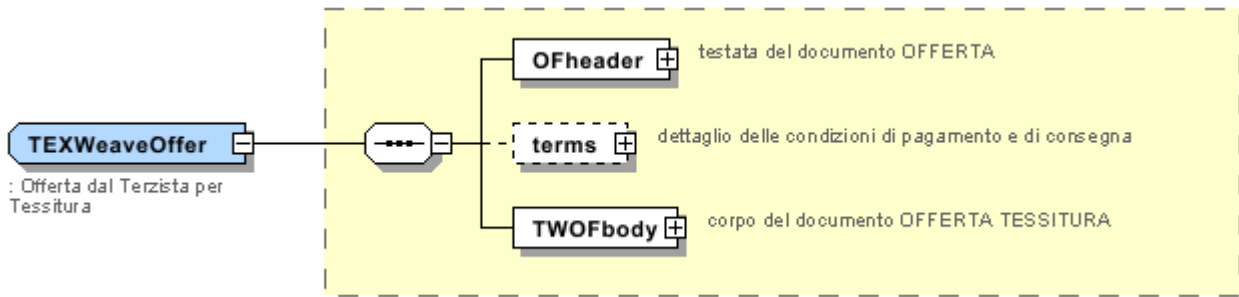 OFheader
testata del documento OFFERTA
TEXWeaveOffer
: Offerta dal Terzista per
Tessitura
terms
dettaglio delle condizioni di pagamento e di consegna
TWOFbody
corpo del documento OFFERTA TESSITURA